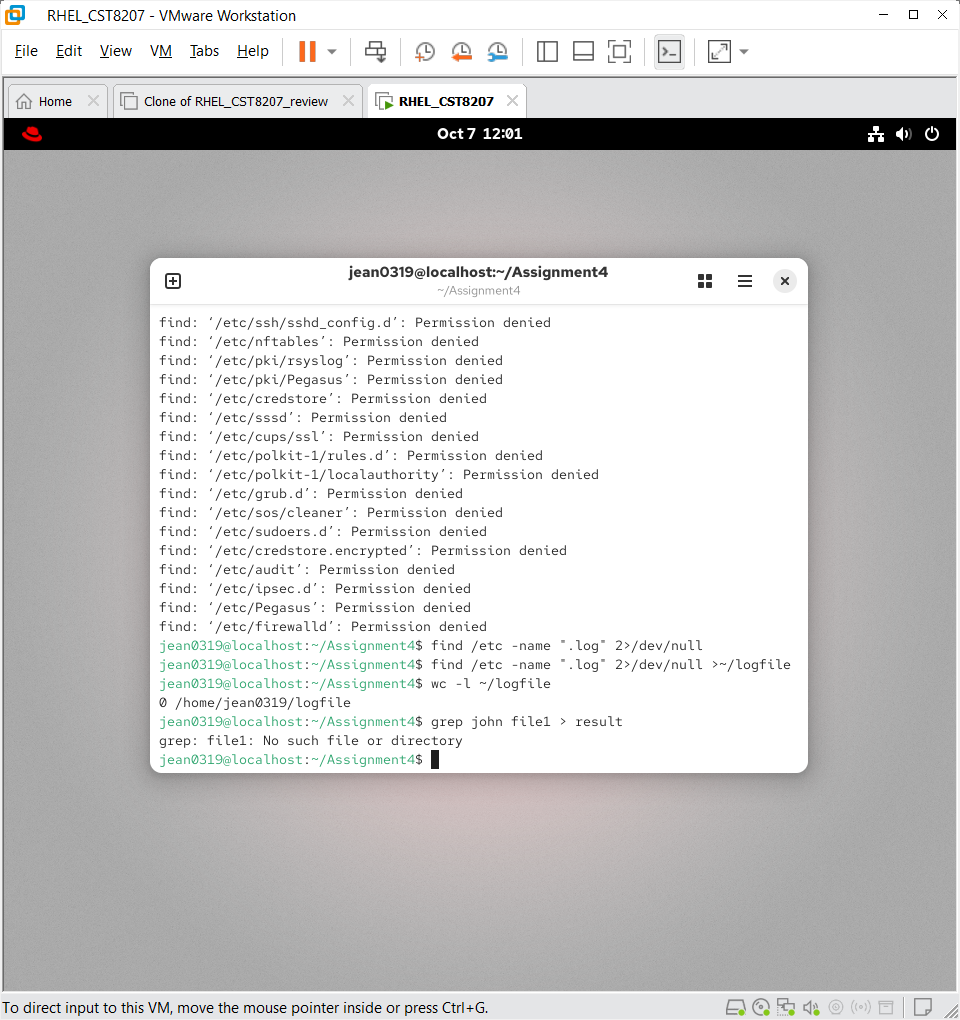 RHEL_CST8207 - VMware Workstation
File Edit View VM Tabs Help
Home Clone of RHEL_CST8207_review RHEL_CST8207
Oct 7 12:01
jean0319@localhost:~/Assignment4
~/Assignment4
find: ‘/etc/ssh/sshd_config.d’: Permission denied
find: ‘/etc/nftables’: Permission denied
find: ‘/etc/pki/rsyslog’: Permission denied
find: ‘/etc/pki/Pegasus’: Permission denied
find: ‘/etc/credstore’: Permission denied
find: ‘/etc/sssd’: Permission denied
find: ‘/etc/cups/ssl’: Permission denied
find: ‘/etc/polkit-1/rules.d’: Permission denied
find: ‘/etc/polkit-1/localauthority’: Permission denied
find: ‘/etc/grub.d’: Permission denied
find: ‘/etc/sos/cleaner’: Permission denied
find: ‘/etc/sudoers.d’: Permission denied
find: ‘/etc/credstore.encrypted’: Permission denied
find: ‘/etc/audit’: Permission denied
find: ‘/etc/ipsec.d’: Permission denied
find: ‘/etc/Pegasus’: Permission denied
find: ‘/etc/firewalld’: Permission denied
jean0319@localhost:~/Assignment4$ find /etc -name ".log" 2>/dev/null
jean0319@localhost:~/Assignment4$ find /etc -name ".log" 2>/dev/null >~/logfile
jean0319@localhost:~/Assignment4$ wc -l ~/logfile
0 /home/jean0319/logfile
jean0319@localhost:~/Assignment4$ grep john file1 > result
grep: file1: No such file or directory
jean0319@localhost:~/Assignment4$
To direct input to this VM, move the mouse pointer inside or press Ctrl+G.